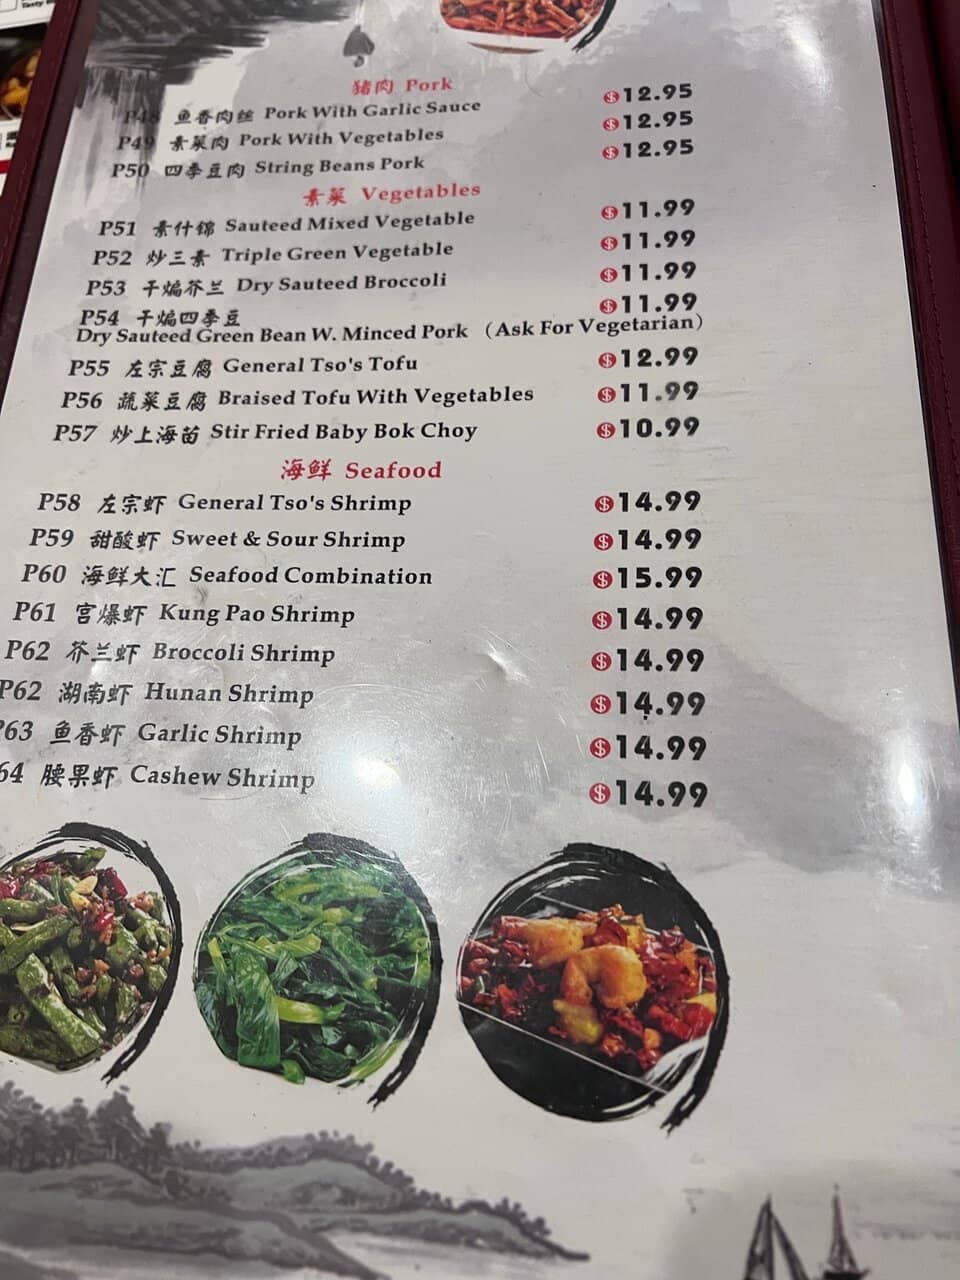 猪肉 Pork
P48 鱼香肉丝 Pork With Garlic Sauce $12.95
P49 素菜肉 Pork With Vegetables $12.95
P50 四季豆肉 String Beans Pork $12.95
素菜 Vegetables
P51 素什锦 Sauteed Mixed Vegetable $11.99
P52 炒三素 Triple Green Vegetable $11.99
P53 干煸芥兰 Dry Sauteed Broccoli $11.99
P54 干煸四季豆 $11.99
Dry Sauteed Green Bean W. Minced Pork (Ask For Vegetarian)
P55 左宗豆腐 General Tso's Tofu $12.99
P56 蔬菜豆腐 Braised Tofu With Vegetables $11.99
P57 炒上海苗 Stir Fried Baby Bok Choy $10.99
海鲜 Seafood
P58 左宗虾 General Tso's Shrimp $14.99
P59 甜酸虾 Sweet & Sour Shrimp $14.99
P60 海鲜大汇 Seafood Combination $15.99
P61 宫爆虾 Kung Pao Shrimp $14.99
P62 芥兰虾 Broccoli Shrimp $14.99
P62 湖南虾 Hunan Shrimp $14.99
P63 鱼香虾 Garlic Shrimp $14.99
64 腰果虾 Cashew Shrimp $14.99